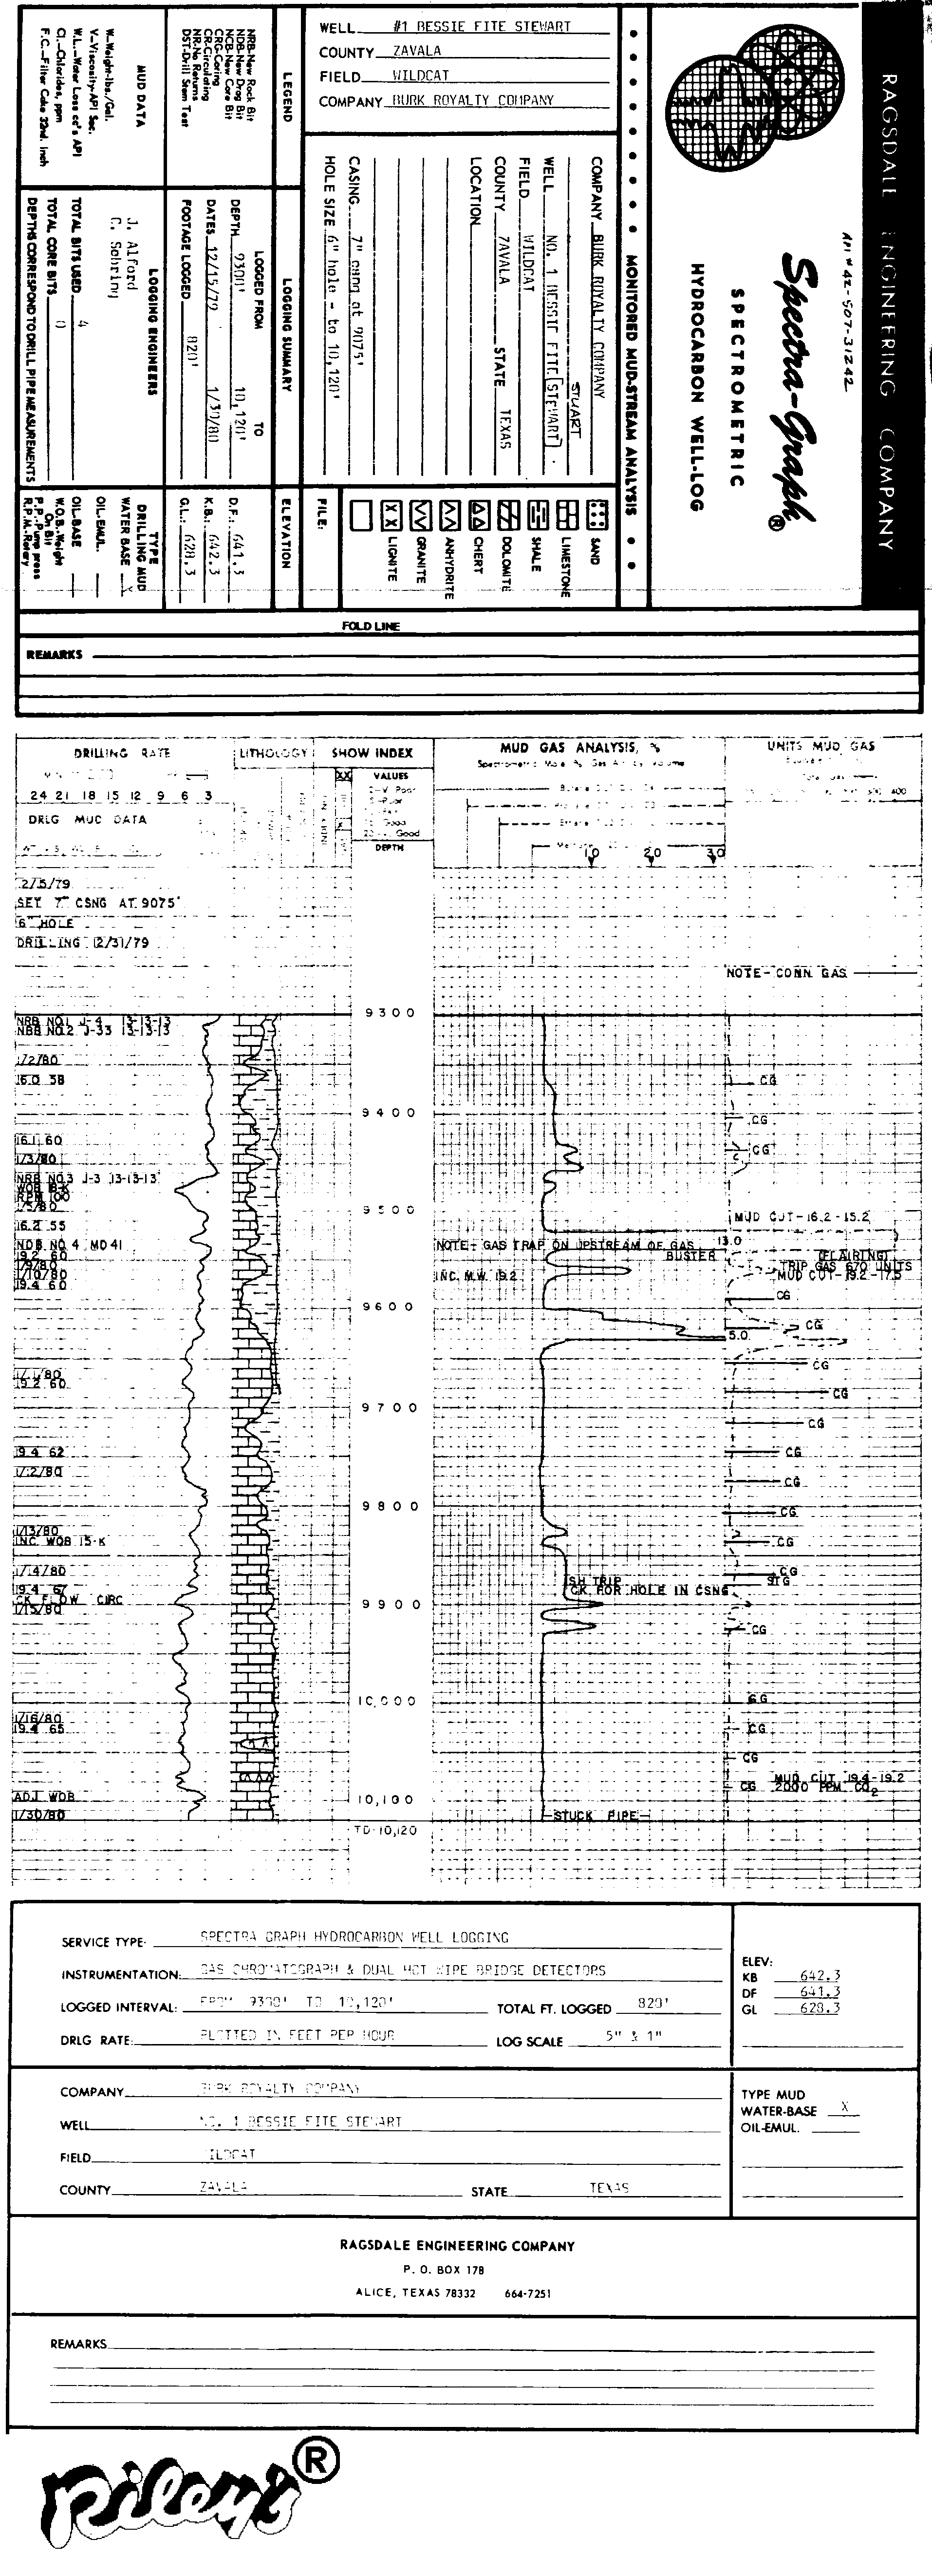 WELL #1 BESSIE FITE STEWART
COUNTY ZAVALA
FIELD WILDCAT
COMPANY BURK ROYALTY COMPANY
RAGSDALE ENGINEERING COMPANY
API # 42-507-31242
Spectra-Graph ®
SPECTROMETRIC
HYDROCARBON WELL-LOG
MONITORED MUD-STREAM ANALYSIS
COMPANY BURK ROYALTY COMPANY
STUART
WELL NO. 1 BESSIE FITE [STEWART].
FIELD WILDCAT
COUNTY ZAVALA STATE TEXAS
LOCATION
CASING 7" csng at 9075'
HOLE SIZE 6" hole - to 10,120'
SAND
LIMESTONE
SHALE
DOLOMITE
CHERT
ANHYDRITE
GRANITE
LIGNITE
FILE:
LEGEND
NRB-New Rock Bit
NDB-New Drag Bit
NCB-New Core Bit
CRG-Coring
CR-Circulating
NR-No Returns
DST-Drill Stem Test
MUD DATA
W.-Weight-lbs./Gal.
V-Viscosity-API Sec.
W.L.-Water Loss cc's API
Cl.-Chlorides, ppm
F.C.-Filter Cake 32nd. Inch
LOGGING SUMMARY
LOGGED FROM TO
DEPTH 9300' 10,120'
DATES 12/15/79 1/30/80
FOOTAGE LOGGED 820'
LOGGING ENGINEERS
J. Alford
C. Sohring
TOTAL BITS USED 4
TOTAL CORE BITS 0
DEPTHS CORRESPOND TO DRILL PIPE MEASUREMENTS
ELEVATION
D.F.: 641.3
K.B.: 642.3
G.L.: 628.3
TYPE
DRILLING MUD
WATER BASE X
OIL-EMUL.
OIL-BASE
W.O.B.-Weight
On Bit
P.P.-Pump press
R.P.M.-Rotary
FOLD LINE
REMARKS
DRILLING RATE
24 21 18 15 12 9 6 3
DRLG MUD DATA
LITHOLOGY
SHOW INDEX
VALUES
DEPTH
MUD GAS ANALYSIS, %
1.0 2.0 3.0
UNITS MUD GAS
SET 7" CSNG AT 9075'
6" HOLE
DRILLING 12/31/79
NOTE- CONN. GAS
9300
NRB NO.1 J-4 13-13-13
NBB NO.2 J-33 13-13-13
1/2/80
16.0 58
CG
9400
CG
16.1 60
1/3/80
CG
NRB NO.3 J-3 13-13-13
WOB 18-K
RPM 100
1/5/80
9500
16.2 55
MUD CUT-16.2-15.2
NDB NO.4 MD 41
13.0
NOTE- GAS TRAP ON UPSTREAM OF GAS
BUSTER
(FLAIRING)
19.2 60
1/9/80
1/10/80
19.4 60
INC. M.W. 19.2
TRIP GAS 670 UNITS
MUD CUT-19.2-17.5
CG
9600
CG
5.0
CG
19.2 60
CG
9700
CG
19.4 62
1/12/80
CG
CG
9800
CG
1/13/80
INC. WOB 15-K
CG
1/14/80
CG
STG
19.4 67
CK FLOW CIRC
1/15/80
SH TRIP
CK FOR HOLE IN CSNG
9900
CG
10,000
1/16/80
19.4 65
CG
CG
MUD CUT 19.4-19.2
CG 2000 PPM CO2
ADJ WOB
10,100
1/30/80
STUCK PIPE
TD-10,120
SERVICE TYPE: SPECTRA GRAPH HYDROCARBON WELL LOGGING
INSTRUMENTATION: GAS CHROMATOGRAPH & DUAL HOT WIPE BRIDGE DETECTORS
LOGGED INTERVAL: FROM 9300' TO 10,120' TOTAL FT. LOGGED 820'
DRLG RATE: PLOTTED IN FEET PER HOUR LOG SCALE 5" & 1"
ELEV:
KB 642.3
DF 641.3
GL 628.3
COMPANY BURK ROYALTY COMPANY
WELL NO. 1 BESSIE FITE STEWART
FIELD WILDCAT
COUNTY ZAVALA STATE TEXAS
TYPE MUD
WATER-BASE X
OIL-EMUL.
RAGSDALE ENGINEERING COMPANY
P. O. BOX 178
ALICE, TEXAS 78332 664-7251
REMARKS
Riley's ®